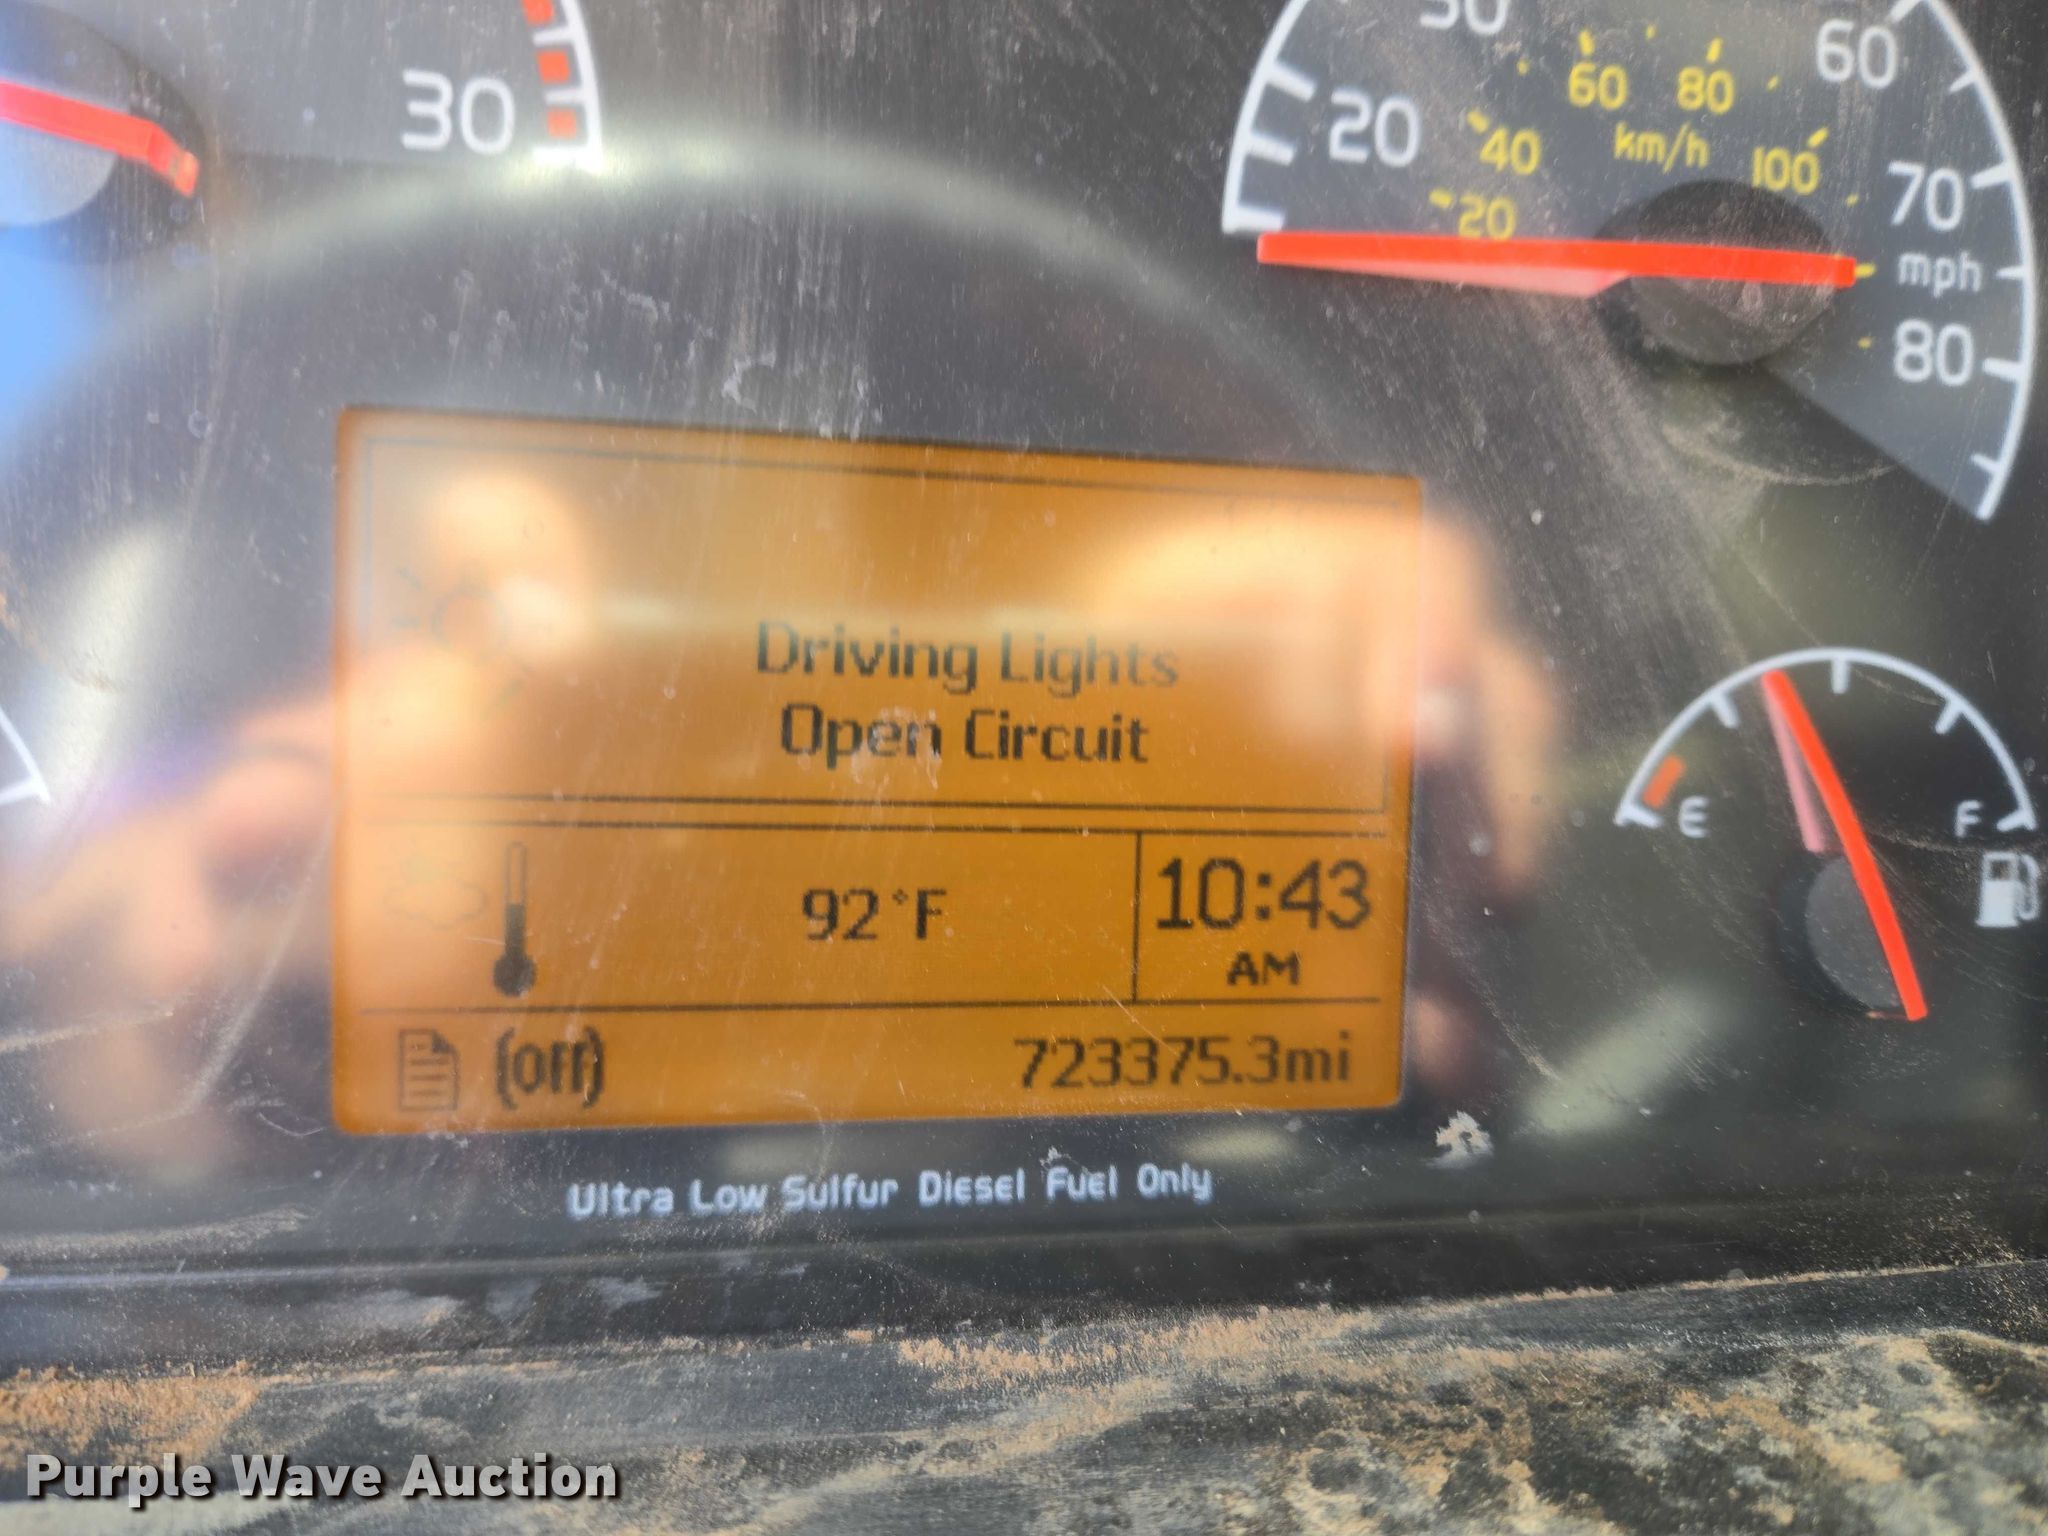 30
30
60
20
60
80
40
km/h
100
20
70
mph
80
Driving Lights
Open Circuit
E
F
92°F
10:43
AM
(Off)
723375.3mi
Ultra Low Sulfur Diesel Fuel Only
Purple Wave Auction